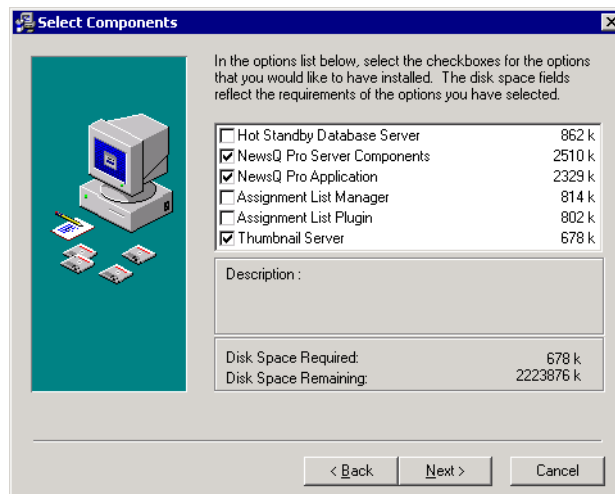 Select Components
In the options list below, select the checkboxes for the options
that you would like to have installed. The disk space fields
reflect the requirements of the options you have selected.
Hot Standby Database Server 862 k
NewsQ Pro Server Components 2510 k
NewsQ Pro Application 2329 k
Assignment List Manager 814 k
Assignment List Plugin 802 k
Thumbnail Server 678 k
Description :
Disk Space Required: 678 k
Disk Space Remaining: 2223876 k
< Back Next > Cancel